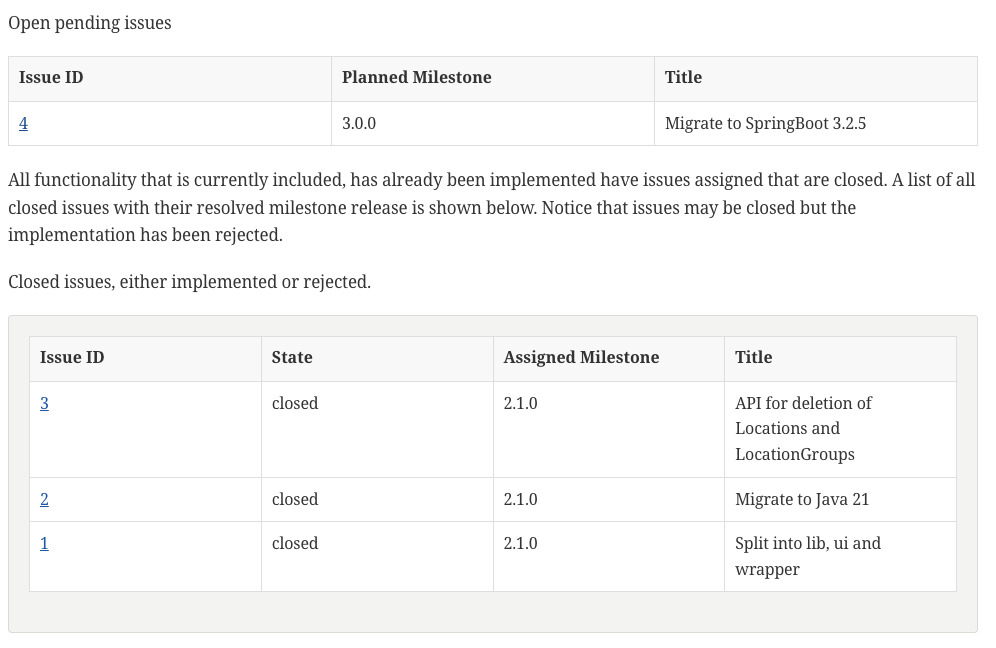 Open pending issues
Issue ID Planned Milestone Title
4 3.0.0 Migrate to SpringBoot 3.2.5
All functionality that is currently included, has already been implemented have issues assigned that are closed. A list of all
closed issues with their resolved milestone release is shown below. Notice that issues may be closed but the
implementation has been rejected.
Closed issues, either implemented or rejected.
Issue ID State Assigned Milestone Title
3 closed 2.1.0 API for deletion of
Locations and
LocationGroups
2 closed 2.1.0 Migrate to Java 21
1 closed 2.1.0 Split into lib, ui and
wrapper